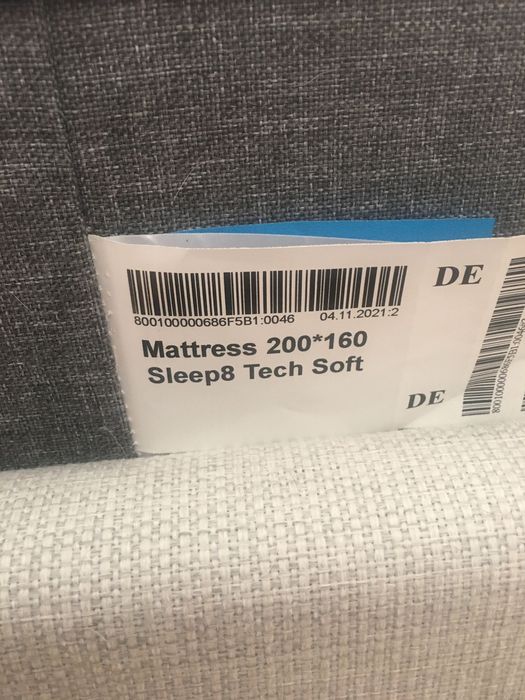 DE
800100000686F5B1:0046 04.11.2021:2
Mattress 200*160
Sleep8 Tech Soft
DE